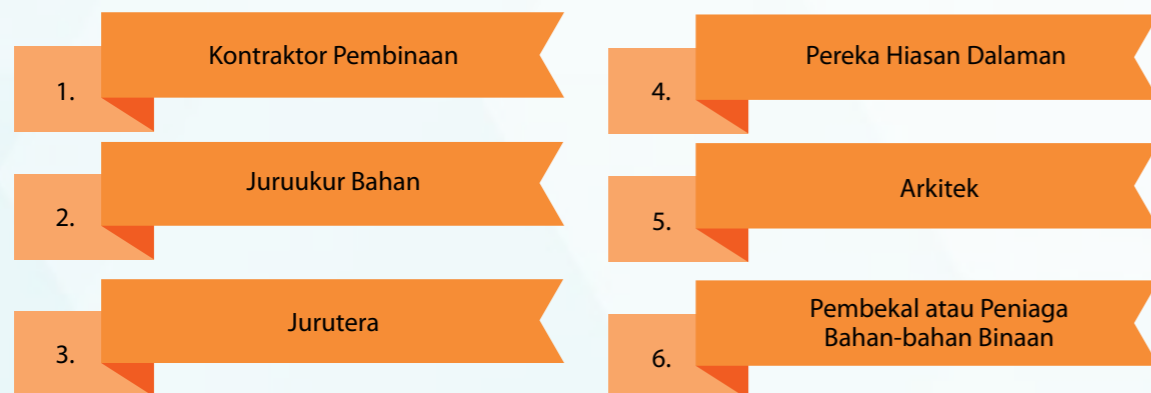 1.
Kontraktor Pembinaan
2.
Juruukur Bahan
3.
Jurutera
4.
Pereka Hiasan Dalaman
5.
Arkitek
6.
Pembekal atau Peniaga
Bahan-bahan Binaan